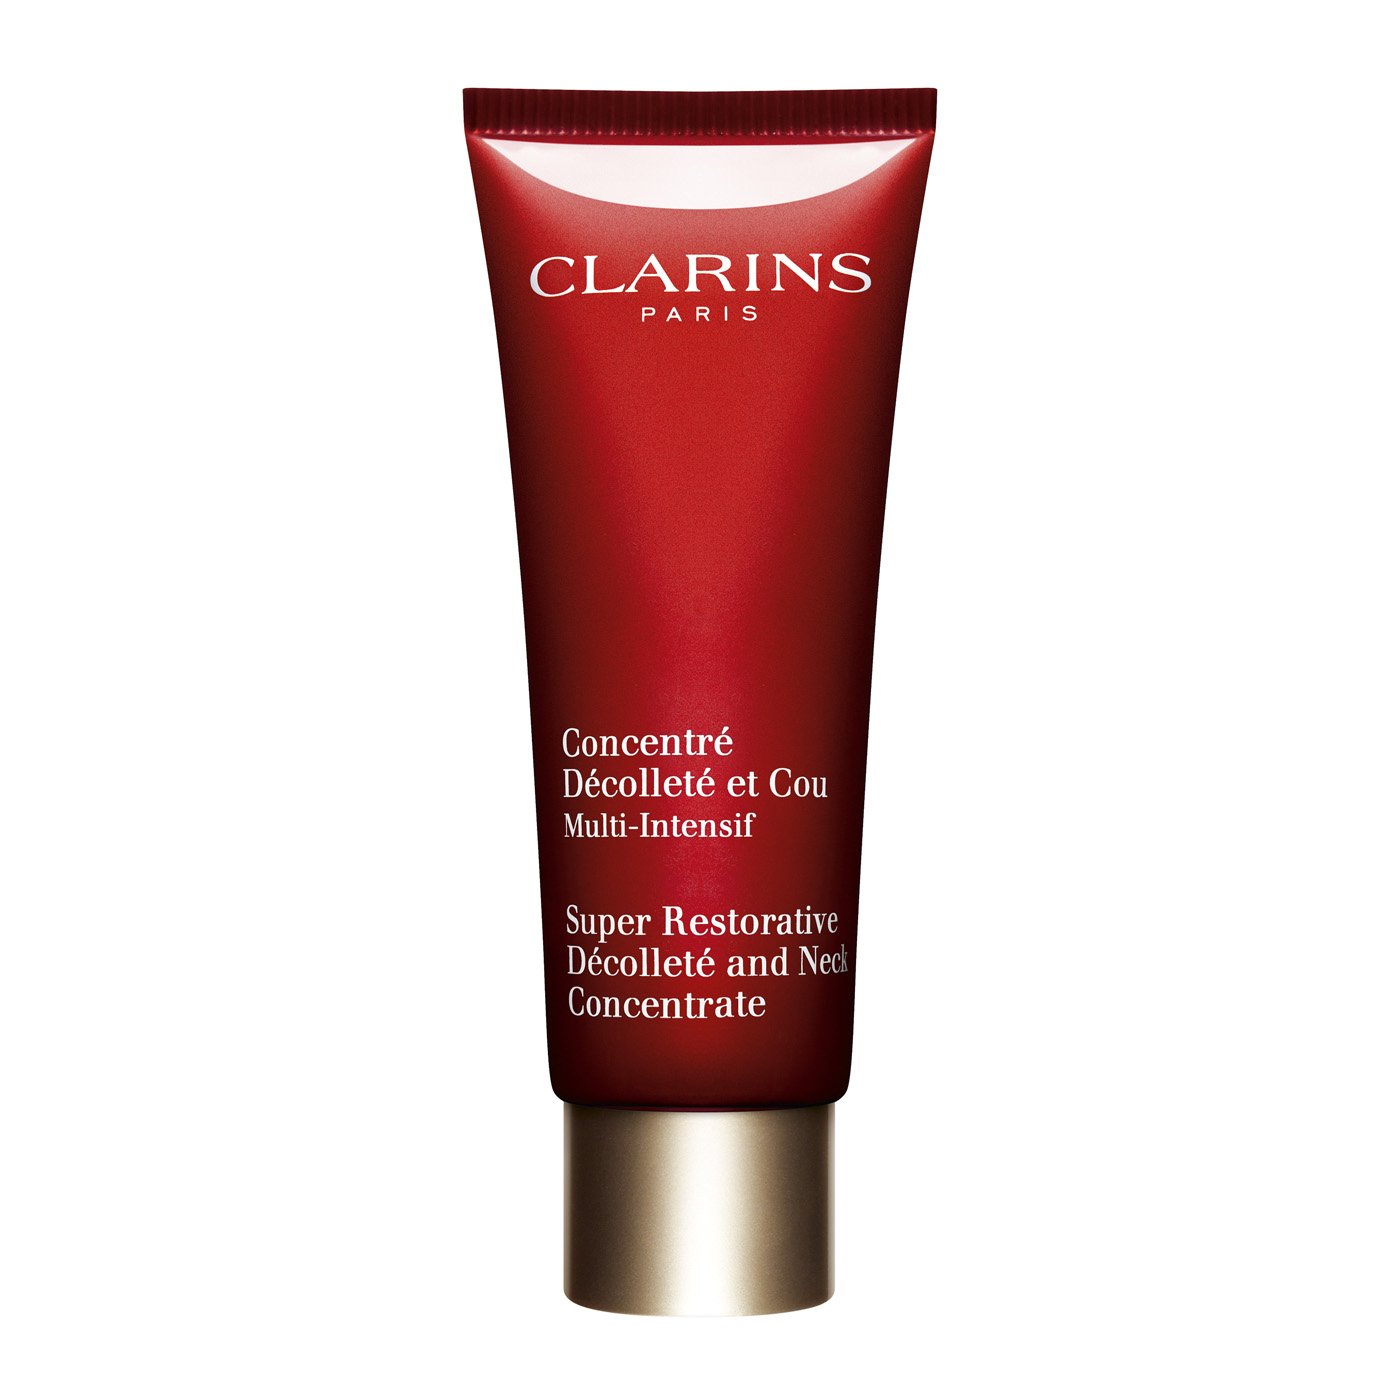 CLARINS
PARIS
Concentré
Décolleté et Cou
Multi-Intensif
Super Restorative
Décolleté and Neck
Concentrate